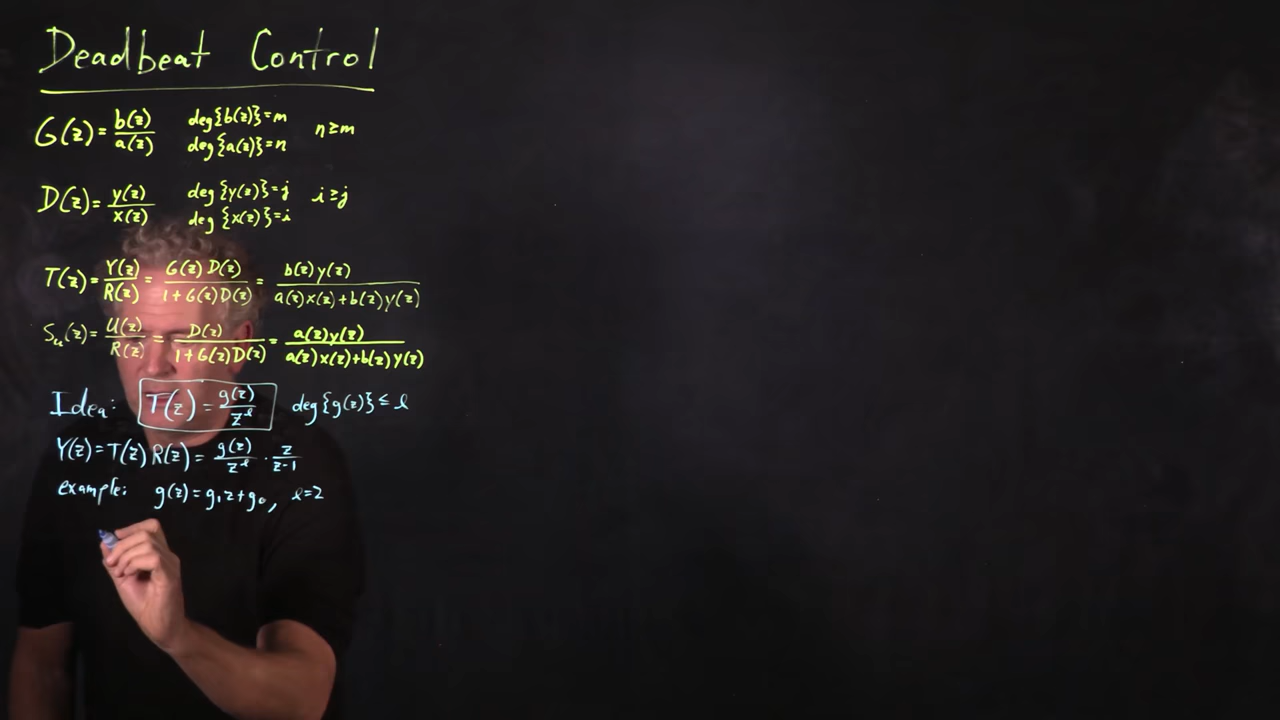 Deadbeat Control
G(z) = b(z)/a(z) deg{b(z)}=m n≥m
deg{a(z)}=n
D(z) = y(z)/x(z) deg{y(z)}=j i≥j
deg{x(z)}=i
T(z) = Y(z)/R(z) = G(z)D(z)/1+G(z)D(z) = b(z)y(z)/a(z)x(z)+b(z)y(z)
Sᵤ(z) = U(z)/R(z) = D(z)/1+G(z)D(z) = a(z)y(z)/a(z)x(z)+b(z)y(z)
Idea: T(z) = g(z)/z^ℓ deg{g(z)} ≤ ℓ
Y(z) = T(z)R(z) = g(z)/z^ℓ · z/z-1
example: g(z) = g₁z+g₀, ℓ=2